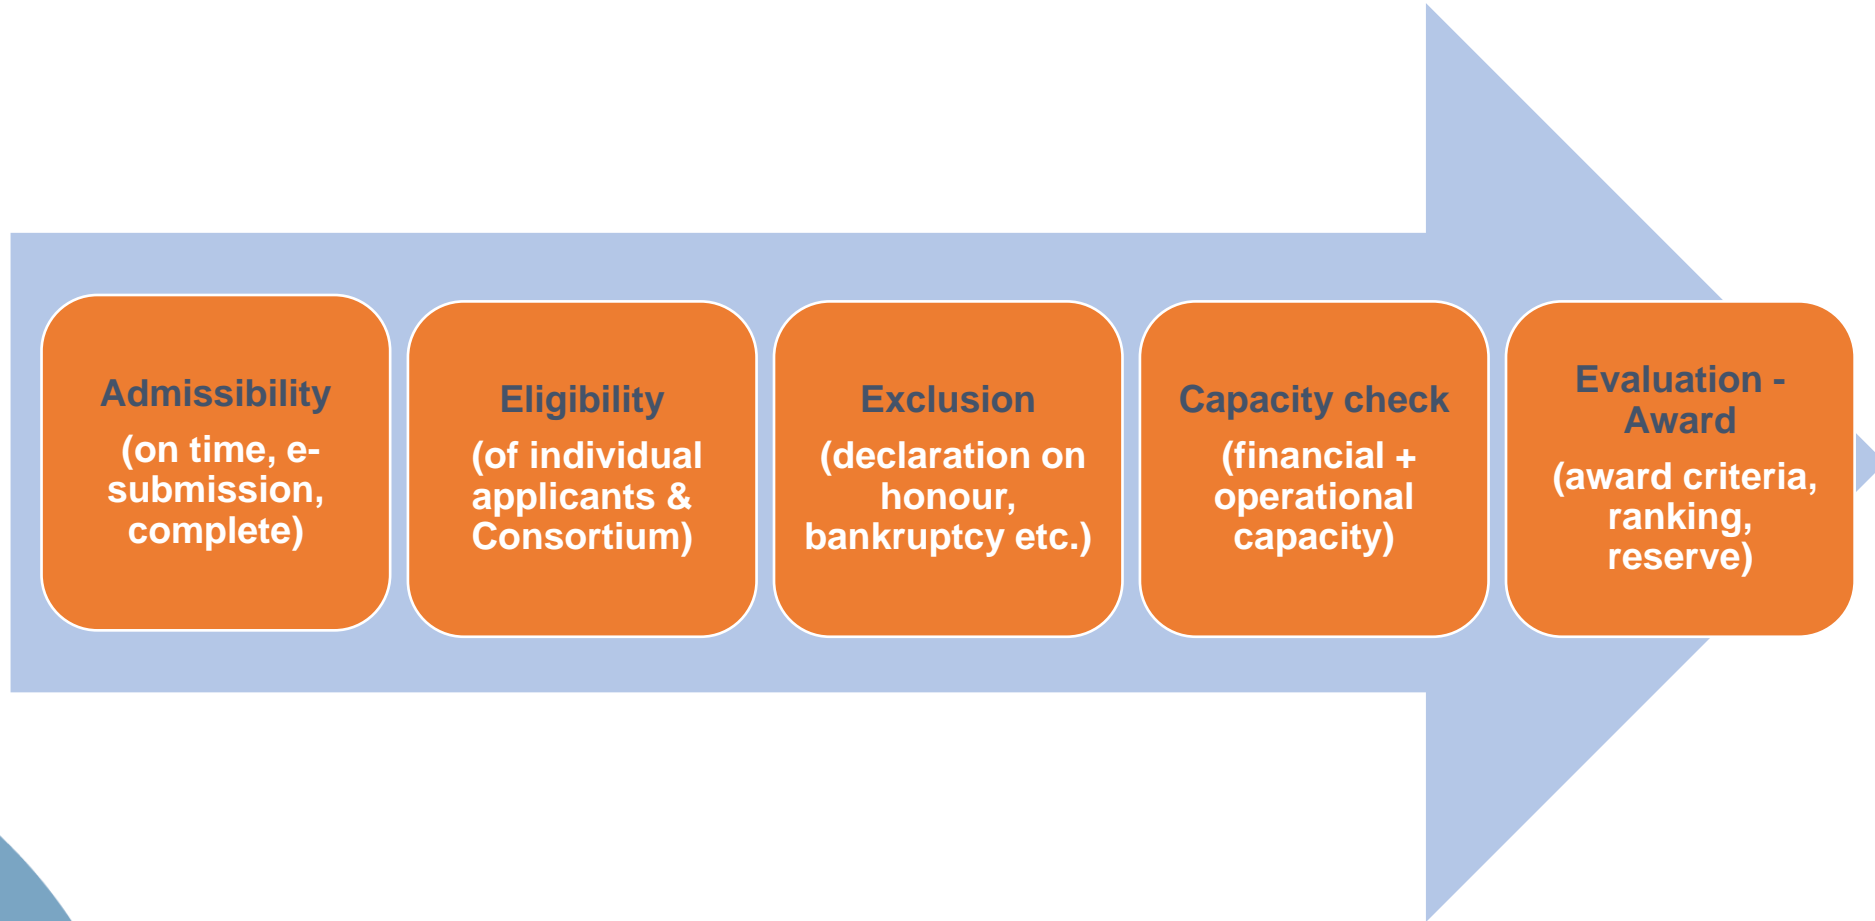 Admissibility
(on time, e-
submission,
complete)
Eligibility
(of individual
applicants &
Consortium)
Exclusion
(declaration on
honour,
bankruptcy etc.)
Capacity check
(financial +
operational
capacity)
Evaluation -
Award
(award criteria,
ranking,
reserve)